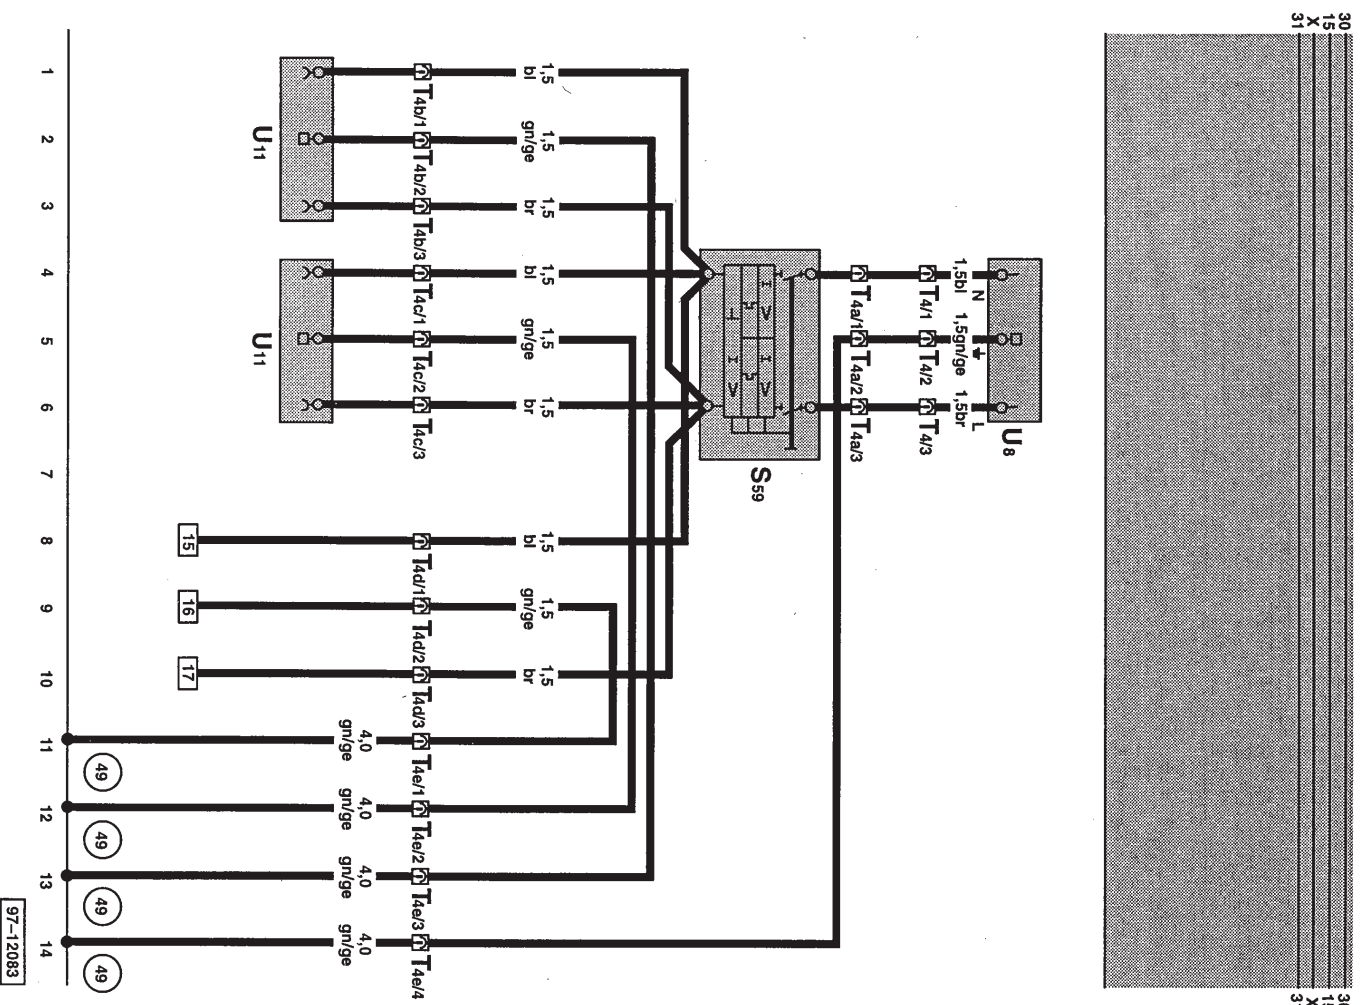 30
15
X
31
U8
N
L
1,5bl
1,5gn/ge
1,5br
T4/1
T4/2
T4/3
T4a/1
T4a/2
T4a/3
S59
1,5
bl
1,5
gn/ge
1,5
br
1,5
bl
1,5
gn/ge
1,5
br
1,5
bl
1,5
gn/ge
1,5
br
T4b/1
T4b/2
T4b/3
T4c/1
T4c/2
T4c/3
T4d/1
T4d/2
T4d/3
T4e/1
T4e/2
T4e/3
T4e/4
4,0
gn/ge
4,0
gn/ge
4,0
gn/ge
4,0
gn/ge
U11
U11
15
16
17
49
49
49
49
1
2
3
4
5
6
7
8
9
10
11
12
13
14
97-12083